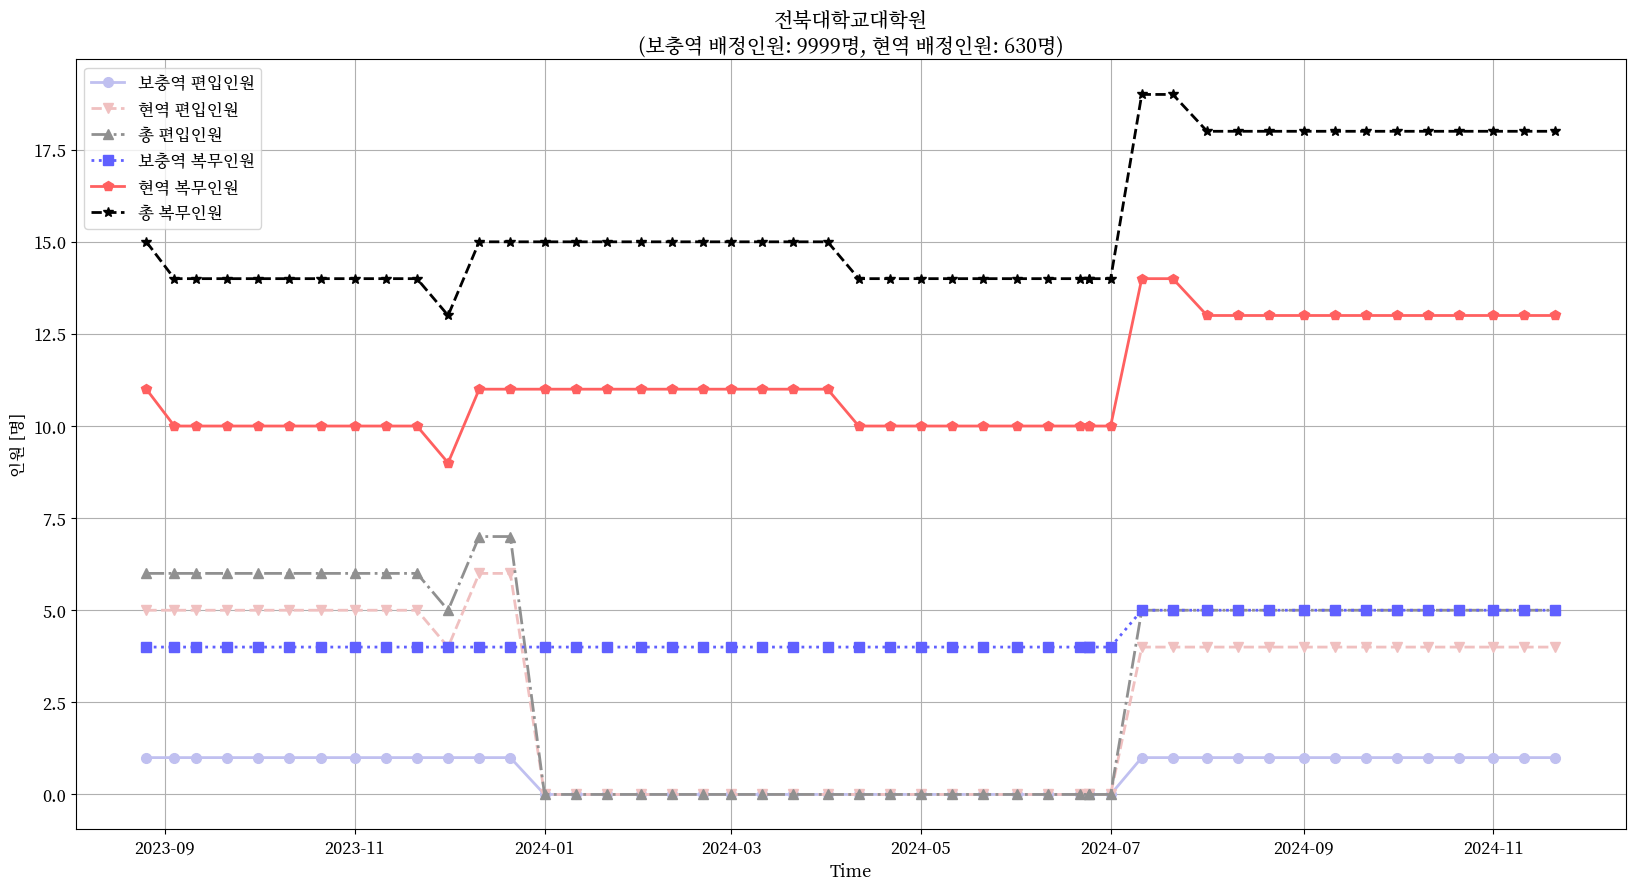 전북대학교대학원
(보충역 배정인원: 9999명, 현역 배정인원: 630명)
보충역 편입인원
현역 편입인원
총 편입인원
보충역 복무인원
현역 복무인원
총 복무인원
인원 [명]
17.5
15.0
12.5
10.0
7.5
5.0
2.5
0.0
2023-09
2023-11
2024-01
2024-03
2024-05
2024-07
2024-09
2024-11
Time